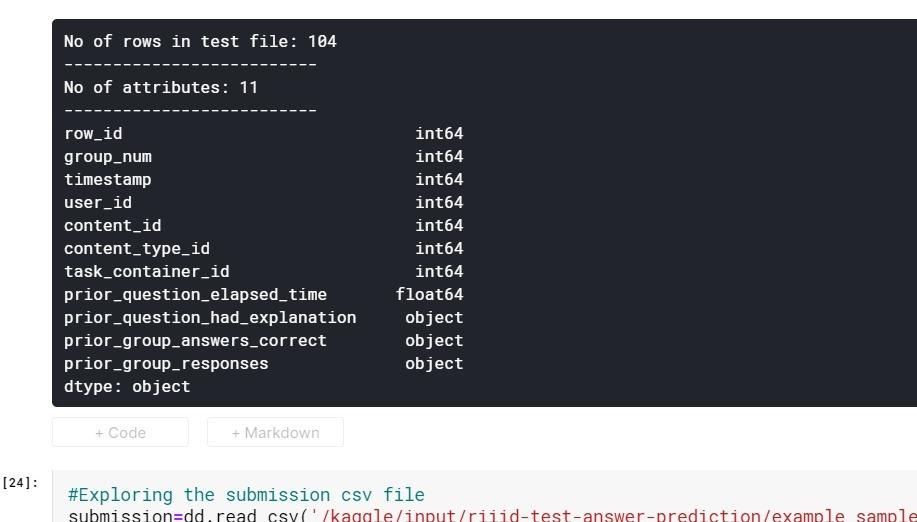 No of rows in test file: 104
--------------------------
No of attributes: 11
--------------------------
row_id int64
group_num int64
timestamp int64
user_id int64
content_id int64
content_type_id int64
task_container_id int64
prior_question_elapsed_time float64
prior_question_had_explanation object
prior_group_answers_correct object
prior_group_responses object
dtype: object
+ Code + Markdown
[24]:
#Exploring the submission csv file
submission=dd.read_csv('/kaggle/input/riiid-test-answer-prediction/example_sample